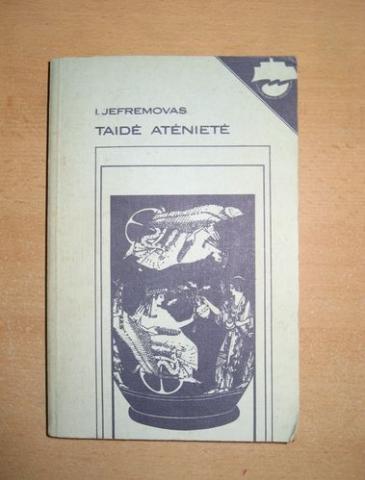 I. JEFREMOVAS
TAIDĖ ATĖNIETĖ